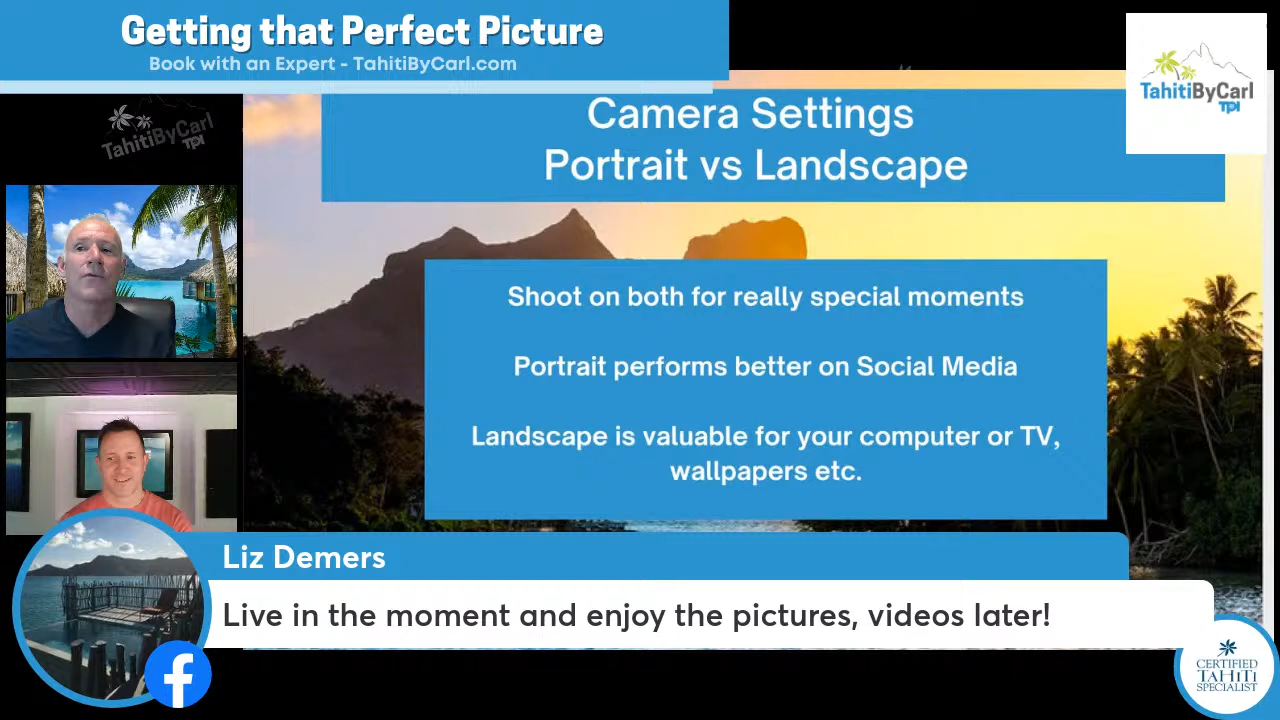 Getting that Perfect Picture
Book with an Expert - TahitiByCarl.com
TahitiByCarl
TPI
TahitiByCarl
TPI
Camera Settings
Portrait vs Landscape
Shoot on both for really special moments
Portrait performs better on Social Media
Landscape is valuable for your computer or TV,
wallpapers etc.
Liz Demers
Live in the moment and enjoy the pictures, videos later!
CERTIFIED
TAHITI
SPECIALIST